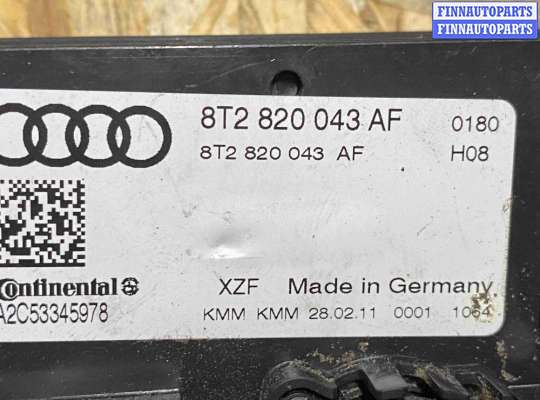 FINNAUTOPARTS
FINNAUTOPARTS
8T2 820 043 AF 0180
8T2 820 043 AF H08
Continental
A2C53345978
XZF Made in Germany
KMM KMM 28.02.11 0001 1064